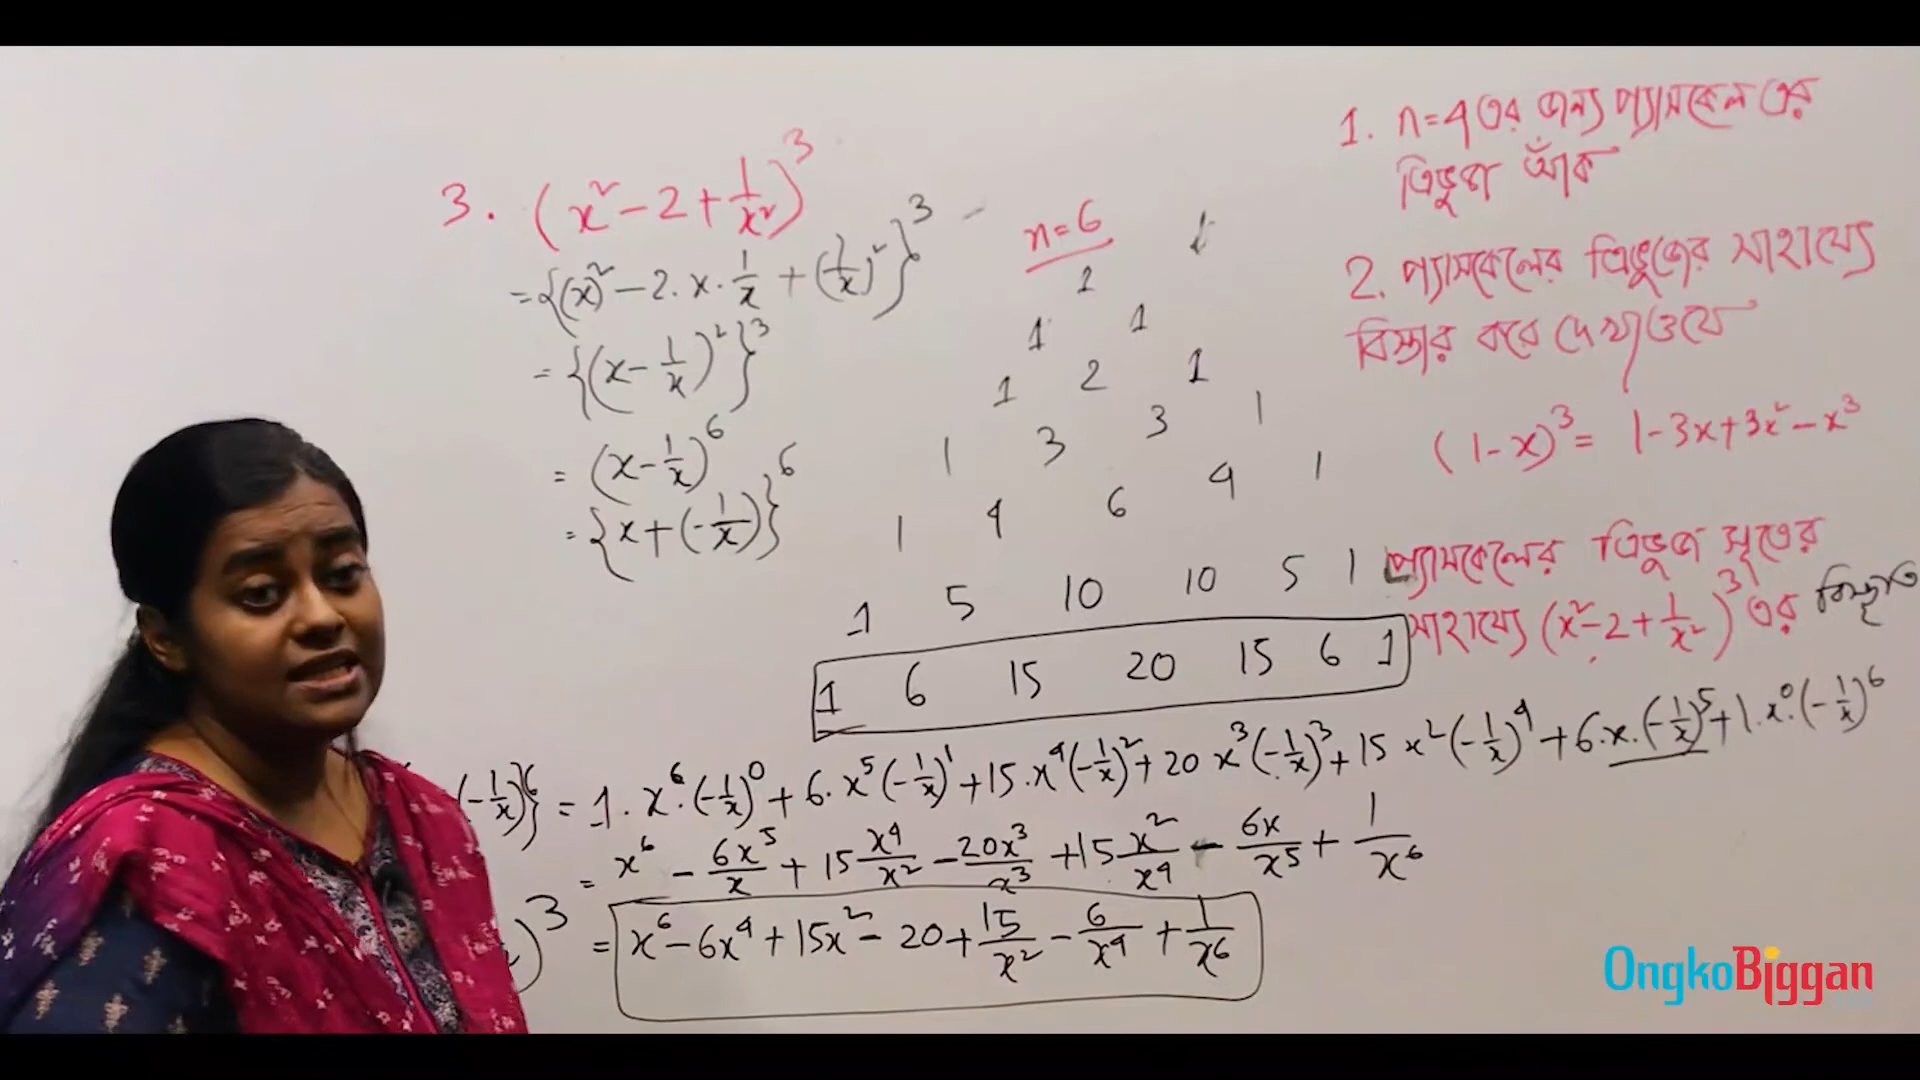 3. (x² - 2 + 1/x²)³
= {(x)² - 2. x. 1/x + (1/x)²}³
= {(x - 1/x)²}³
= (x - 1/x)⁶
= {x + (-1/x)}⁶
n=6
1
1 1
1 2 1
1 3 3 1
1 4 6 4 1
1 5 10 10 5 1
1 6 15 20 15 6 1
1. n=4 এর জন্য প্যাসকেল এর
ত্রিভুজ আঁক
2. প্যাসকেলের ত্রিভুজের সাহায্যে
বিস্তার করে দেখাও যে
(1-x)³ = 1-3x+3x²-x³
প্যাসকেলের ত্রিভুজ সূত্রের
সাহায্যে (x²-2+1/x²)³ এর বিস্তৃতি
(-1/x)}⁶ = 1. x⁶. (-1/x)⁰ + 6. x⁵ (-1/x)¹ + 15. x⁴ (-1/x)² + 20 x³ (-1/x)³ + 15 x² (-1/x)⁴ + 6.x. (-1/x)⁵ + 1. x⁰. (-1/x)⁶
= x⁶ - 6x⁵/x + 15 x⁴/x² - 20x³/x³ + 15 x²/x⁴ - 6x/x⁵ + 1/x⁶
)³ = x⁶ - 6x⁴ + 15x² - 20 + 15/x² - 6/x⁴ + 1/x⁶
OngkoBiggan